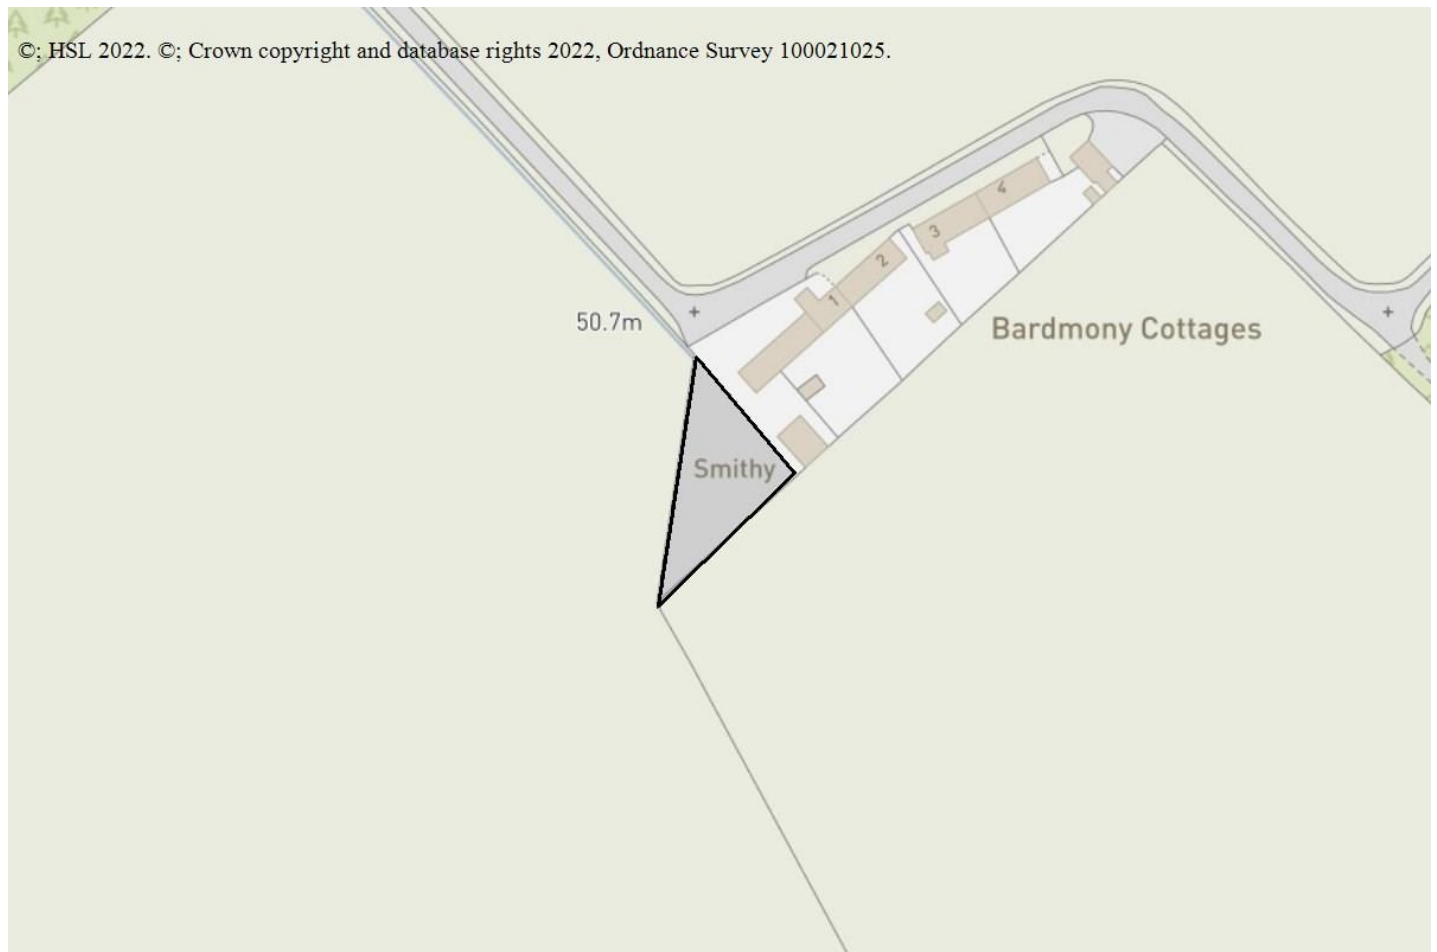 ©; HSL 2022. ©; Crown copyright and database rights 2022, Ordnance Survey 100021025.
4
3
2
1
50.7m
Bardmony Cottages
Smithy